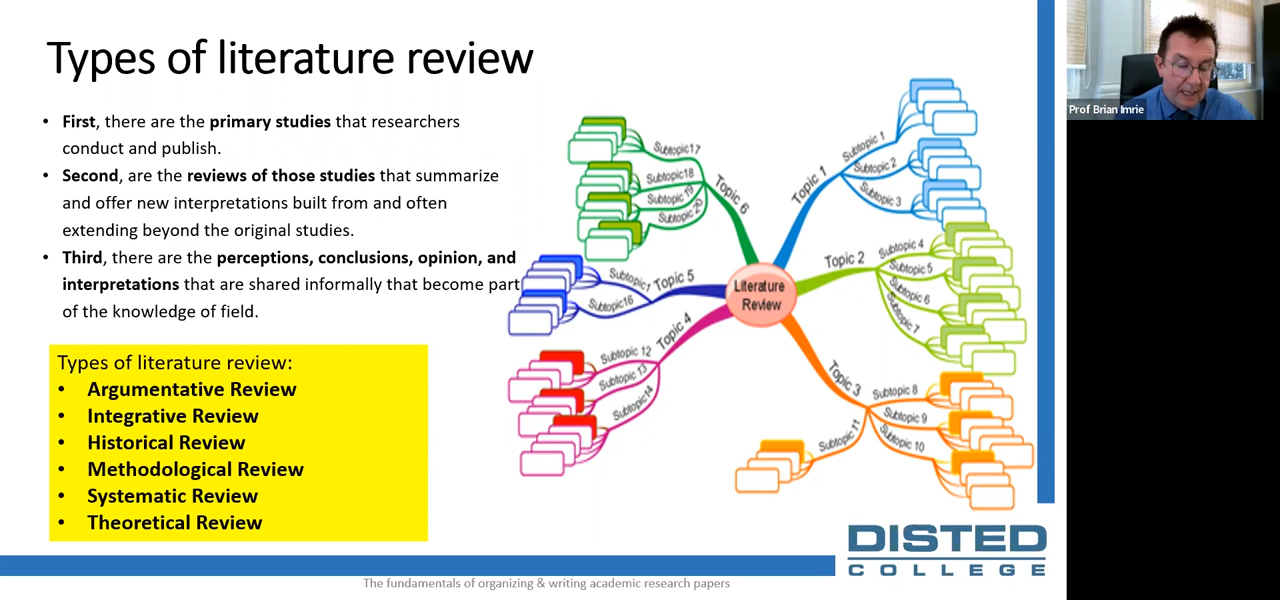 Types of literature review
• First, there are the primary studies that researchers
conduct and publish.
• Second, are the reviews of those studies that summarize
and offer new interpretations built from and often
extending beyond the original studies.
• Third, there are the perceptions, conclusions, opinion, and
interpretations that are shared informally that become part
of the knowledge of field.
Types of literature review:
• Argumentative Review
• Integrative Review
• Historical Review
• Methodological Review
• Systematic Review
• Theoretical Review
Literature
Review
Topic 1
Subtopic 1
Subtopic 2
Subtopic 3
Topic 2
Subtopic 4
Subtopic 5
Subtopic 6
Subtopic 7
Topic 3
Subtopic 8
Subtopic 9
Subtopic 10
Subtopic 11
Topic 4
Subtopic 12
Subtopic 13
Subtopic 14
Topic 5
Subtopic
Subtopic16
Topic 6
Subtopic17
Subtopic18
Subtopic 19
Subtopic 20
DISTED
COLLEGE
The fundamentals of organizing & writing academic research papers
Prof Brian Imrie